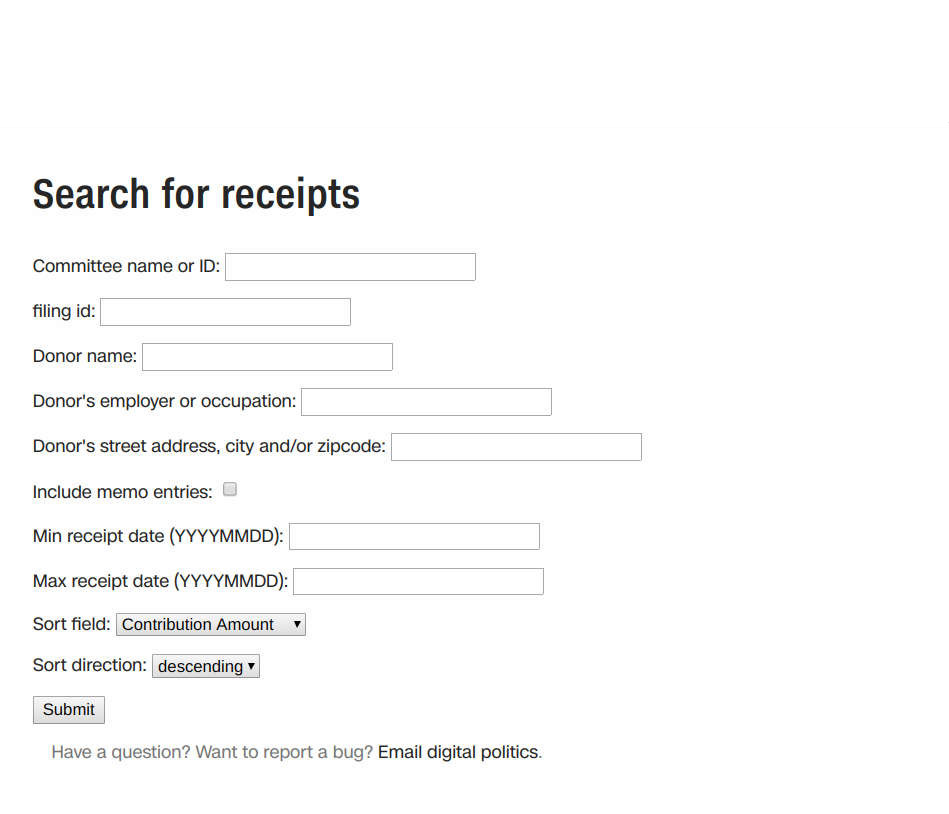 Search for receipts
Committee name or ID:
filing id:
Donor name:
Donor's employer or occupation:
Donor's street address, city and/or zipcode:
Include memo entries:
Min receipt date (YYYYMMDD):
Max receipt date (YYYYMMDD):
Sort field: Contribution Amount
Sort direction: descending
Submit
Have a question? Want to report a bug? Email digital politics.